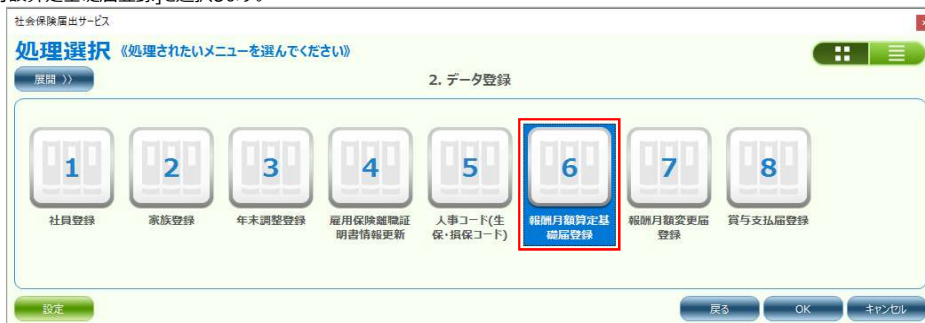 社会保険届出サービス
処理選択 《処理されたいメニューを選んでください》
展開 》
2. データ登録
1
2
3
4
5
6
7
8
社員登録
家族登録
年末調整登録
雇用保険離職証
明書情報更新
人事コード(生
保・損保コード)
報酬月額算定基
礎届登録
報酬月額変更届
登録
賞与支払届登録
設定
戻る
OK
キャンセル